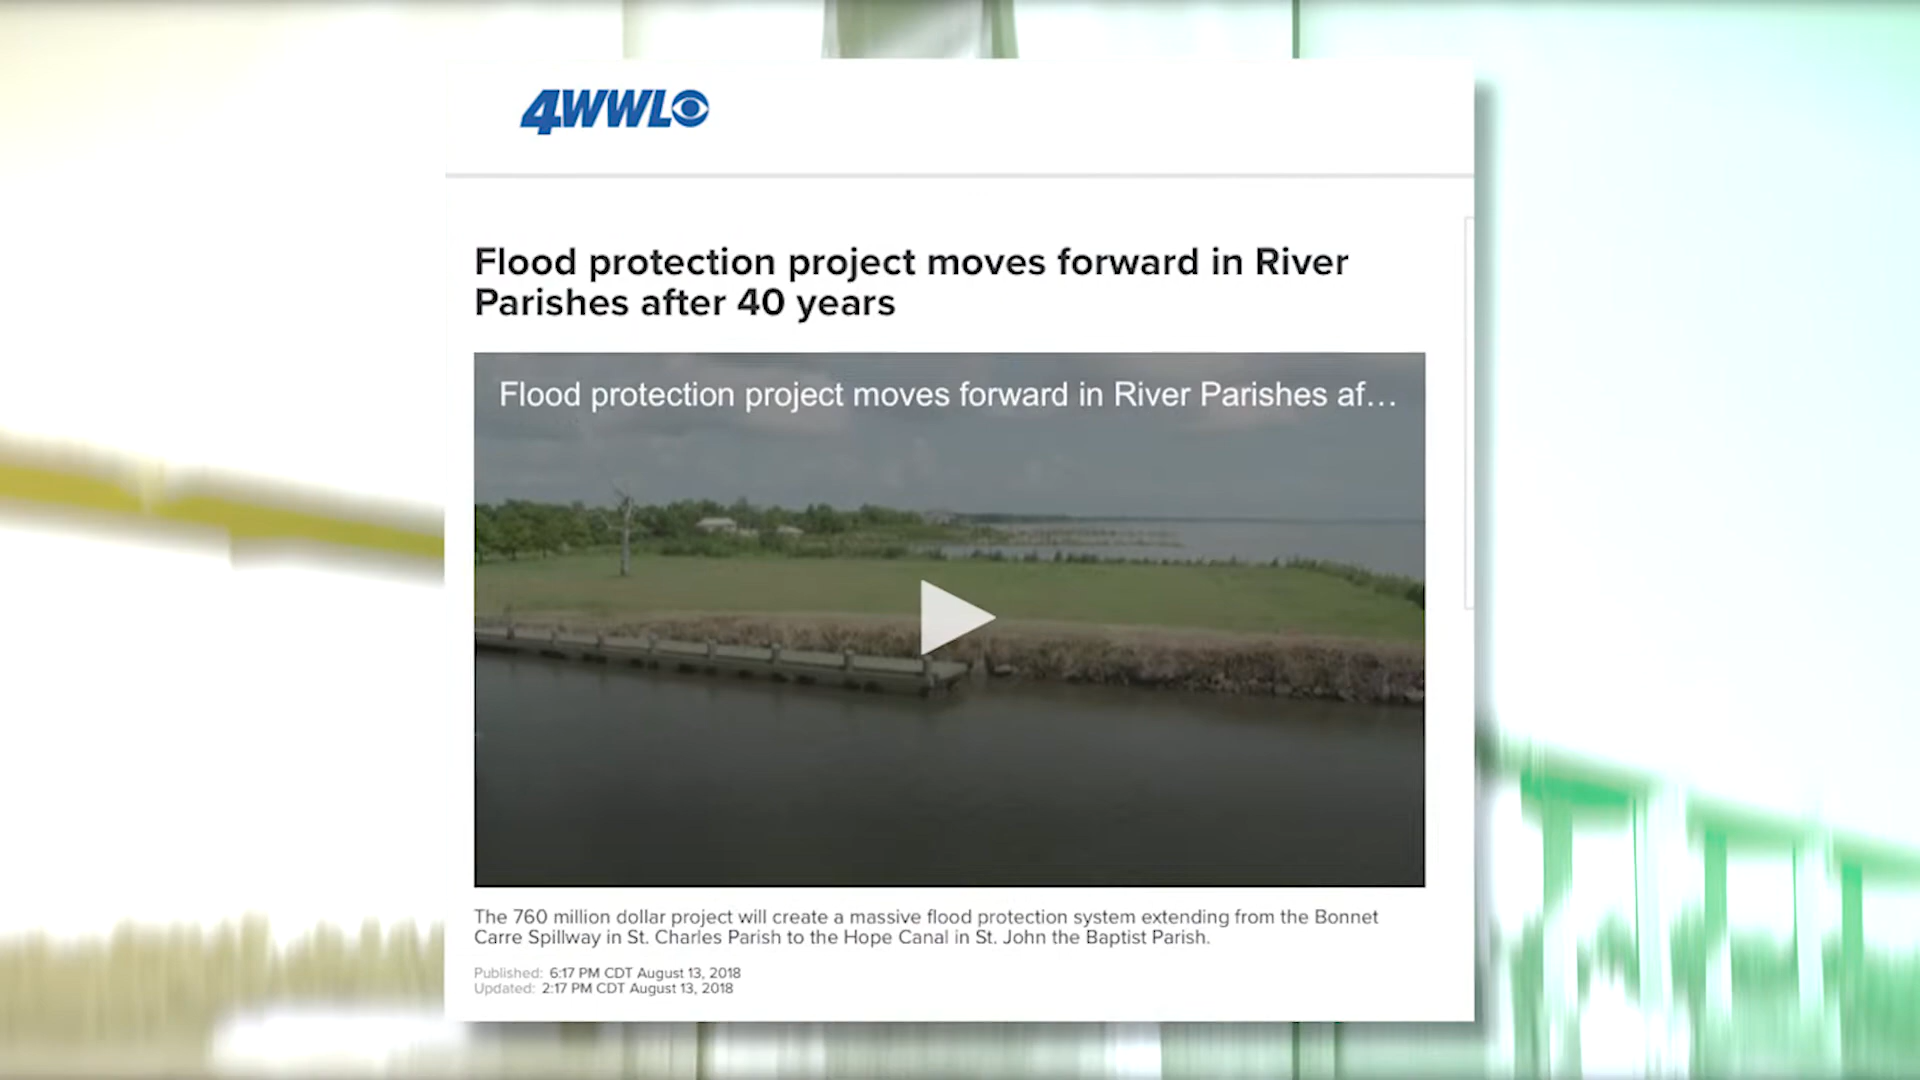 4WWL
Flood protection project moves forward in River
Parishes after 40 years
Flood protection project moves forward in River Parishes af...
The 760 million dollar project will create a massive flood protection system extending from the Bonnet
Carre Spillway in St. Charles Parish to the Hope Canal in St. John the Baptist Parish.
Published: 6:17 PM CDT August 13, 2018
Updated: 2:17 PM CDT August 13, 2018